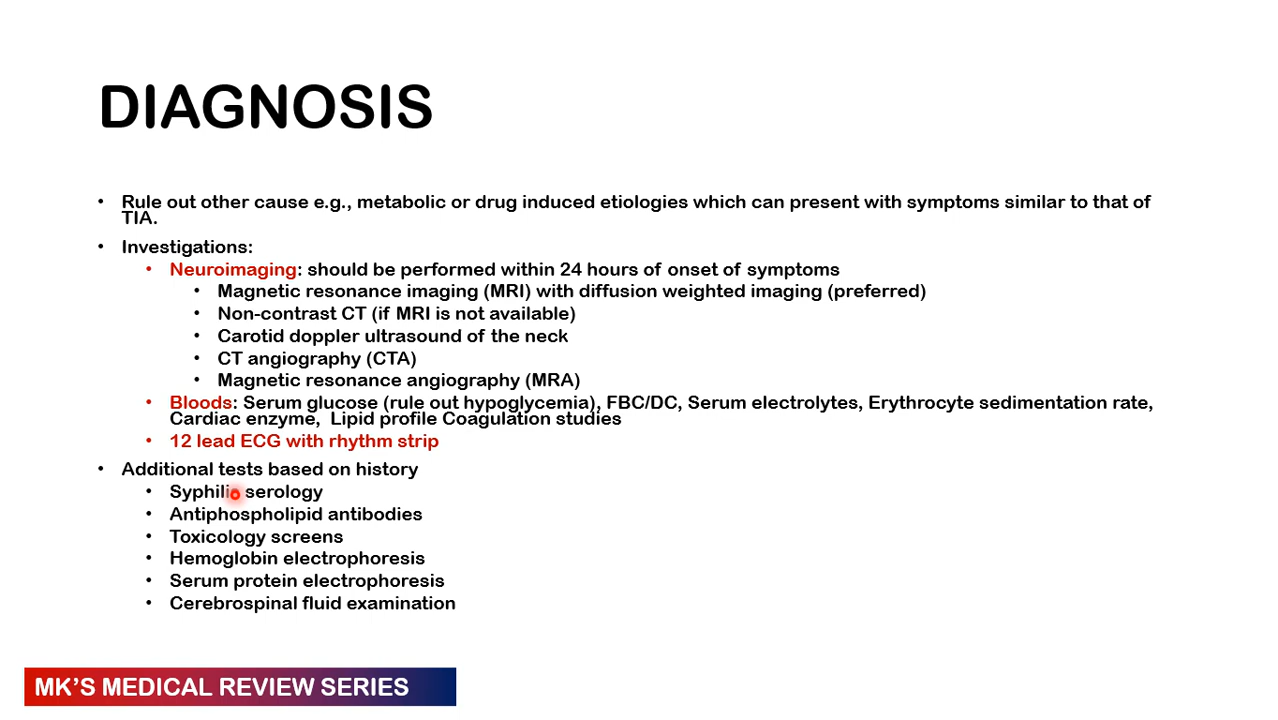 DIAGNOSIS
• Rule out other cause e.g., metabolic or drug induced etiologies which can present with symptoms similar to that of
TIA.
• Investigations:
• Neuroimaging: should be performed within 24 hours of onset of symptoms
• Magnetic resonance imaging (MRI) with diffusion weighted imaging (preferred)
• Non-contrast CT (if MRI is not available)
• Carotid doppler ultrasound of the neck
• CT angiography (CTA)
• Magnetic resonance angiography (MRA)
• Bloods: Serum glucose (rule out hypoglycemia), FBC/DC, Serum electrolytes, Erythrocyte sedimentation rate,
Cardiac enzyme, Lipid profile Coagulation studies
• 12 lead ECG with rhythm strip
• Additional tests based on history
• Syphilis serology
• Antiphospholipid antibodies
• Toxicology screens
• Hemoglobin electrophoresis
• Serum protein electrophoresis
• Cerebrospinal fluid examination
MK'S MEDICAL REVIEW SERIES